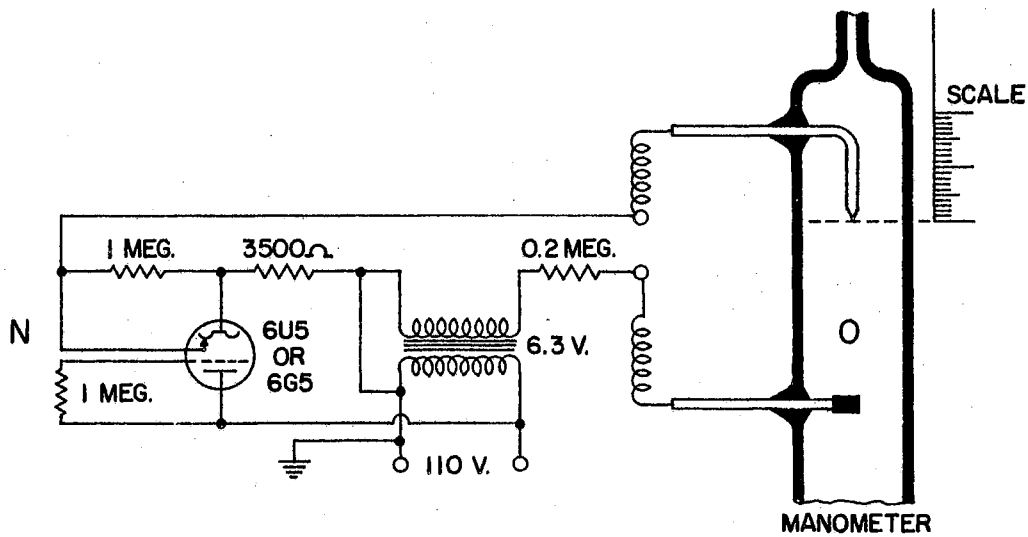 SCALE
1 MEG.
3500Ω
0.2 MEG.
N
6U5
OR
6G5
6.3 V.
O
1 MEG.
110 V.
MANOMETER